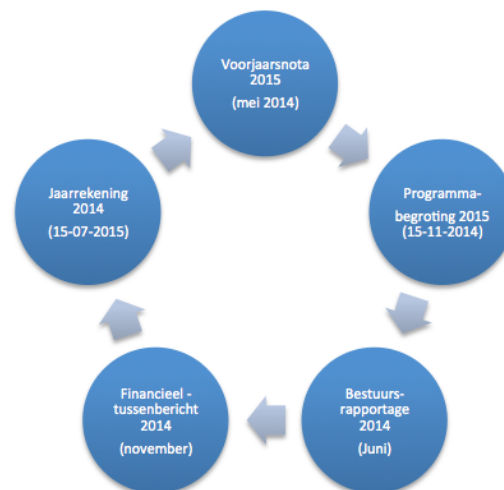 Voorjaarsnota
2015
(mei 2014)
Programma-
begroting 2015
(15-11-2014)
Bestuurs-
rapportage
2014
(Juni)
Financieel -
tussenbericht
2014
(november)
Jaarrekening
2014
(15-07-2015)